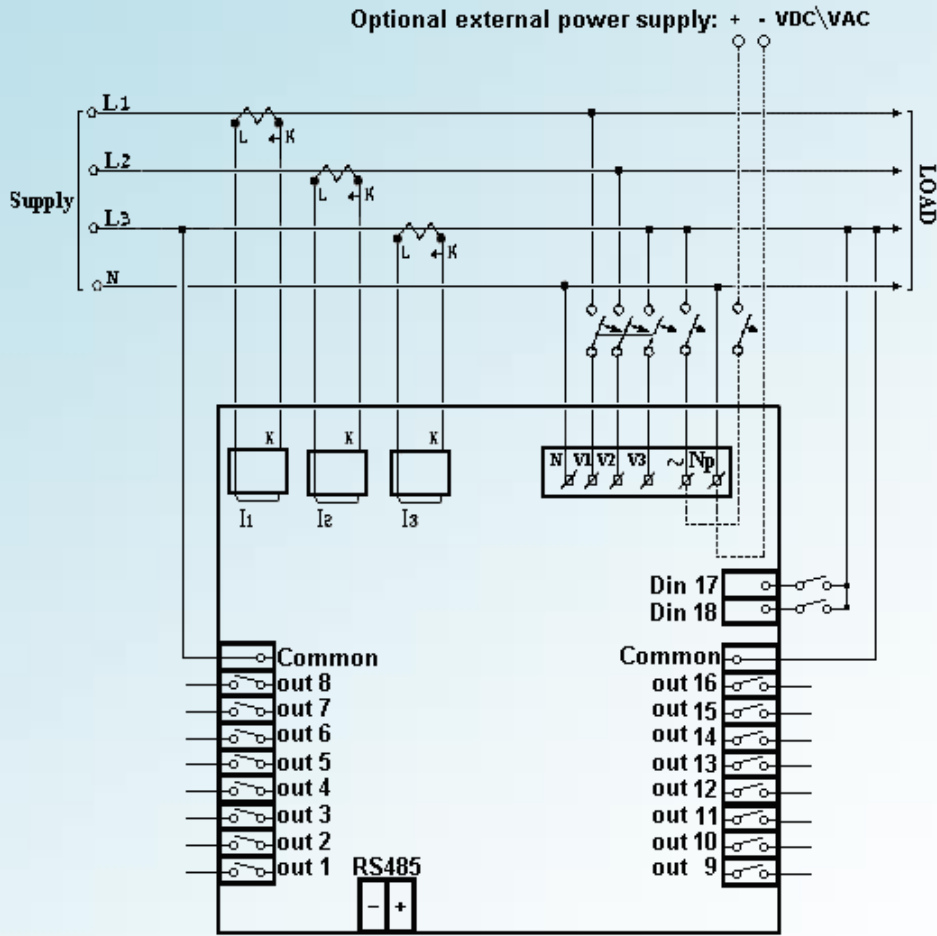 Optional external power supply: + - VDC\VAC
L1
L K
L2
L K
Supply
L3
L K
LOAD
N
K K K
N V1 V2 V3 ~ Np
I1 I2 I3
Din 17
Din 18
Common
out 8
out 7
out 6
out 5
out 4
out 3
out 2
out 1
Common
out 16
out 15
out 14
out 13
out 12
out 11
out 10
out 9
RS485
- +